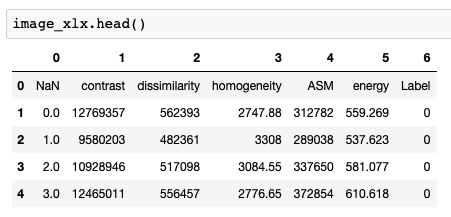 image_xlx.head()
0 1 2 3 4 5 6
0 NaN contrast dissimilarity homogeneity ASM energy Label
1 0.0 12769357 562393 2747.88 312782 559.269 0
2 1.0 9580203 482361 3308 289038 537.623 0
3 2.0 10928946 517098 3084.55 337650 581.077 0
4 3.0 12465011 556457 2776.65 372854 610.618 0